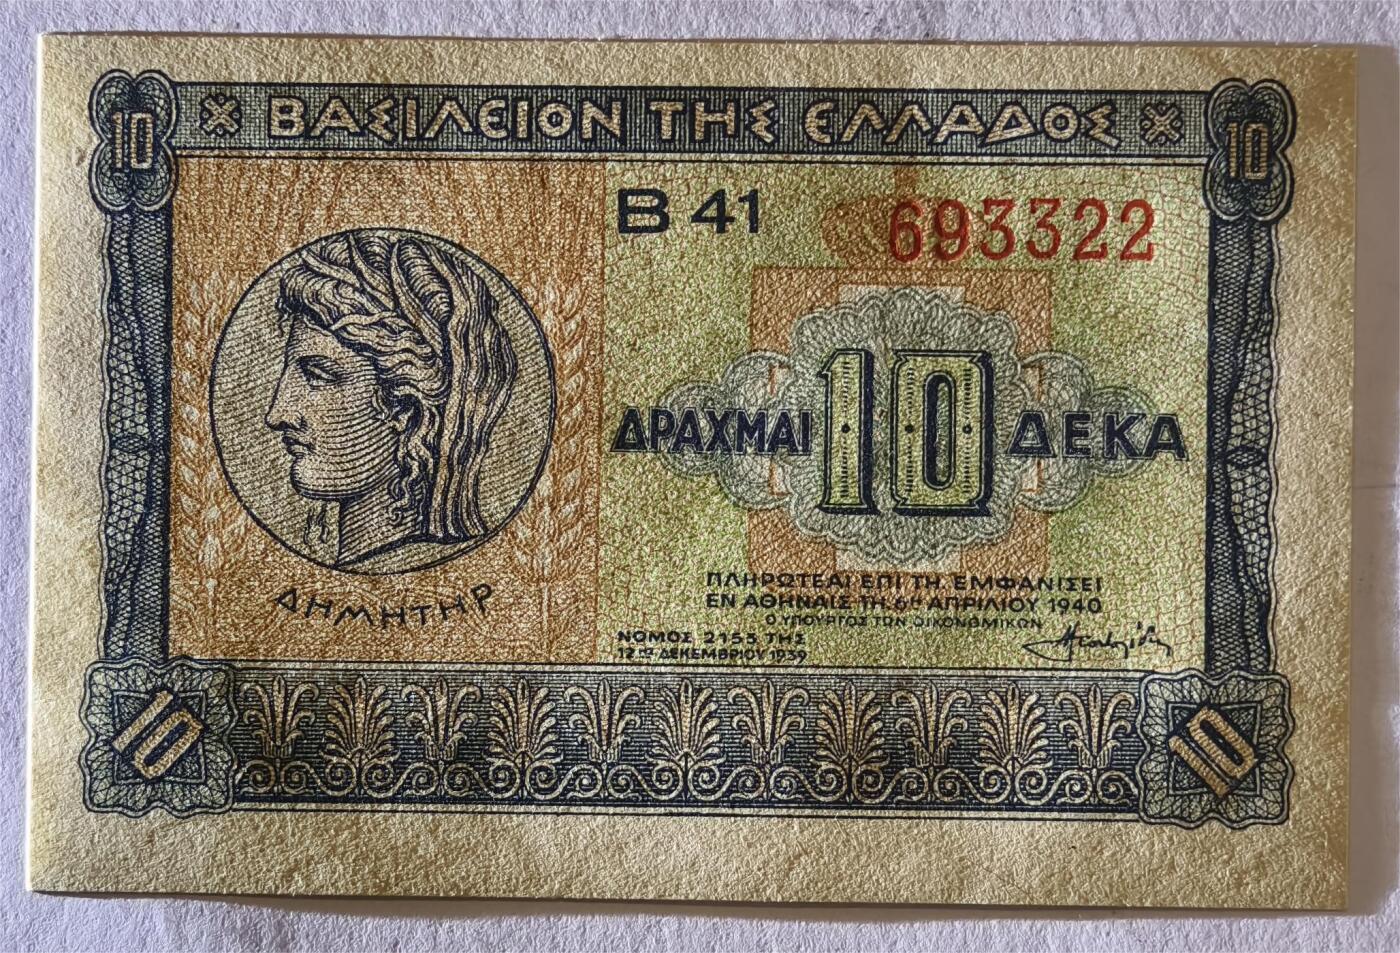 10 ΒΑΣΙΛΕΙΟΝ ΤΗΣ ΕΛΛΑΔΟΣ 10
Β 41 693322
ΔΡΑΧΜΑΙ 10 ΔΕΚΑ
ΔΗΜΗΤΗΡ
ΠΛΗΡΩΤΕΑΙ ΕΠΙ ΤΗ. ΕΜΦΑΝΙΣΕΙ
ΕΝ ΑΘΗΝΑΙΣ ΤΗ. 6ῃ ΑΠΡΙΛΙΟΥ 1940
Ο ΥΠΟΥΡΓΟΣ ΤΩΝ ΟΙΚΟΝΟΜΙΚΩΝ
ΝΟΜΟΣ 2155 ΤΗΣ
12ης ΔΕΚΕΜΒΡΙΟΥ 1939
10 10